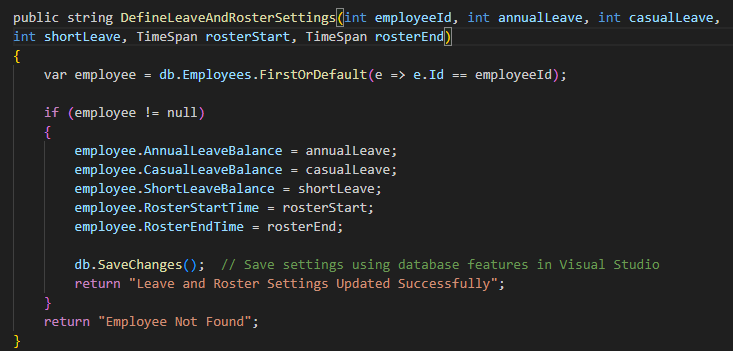 public string DefineLeaveAndRosterSettings(int employeeId, int annualLeave, int casualLeave,
int shortLeave, TimeSpan rosterStart, TimeSpan rosterEnd)
{
    var employee = db.Employees.FirstOrDefault(e => e.Id == employeeId);

    if (employee != null)
    {
        employee.AnnualLeaveBalance = annualLeave;
        employee.CasualLeaveBalance = casualLeave;
        employee.ShortLeaveBalance = shortLeave;
        employee.RosterStartTime = rosterStart;
        employee.RosterEndTime = rosterEnd;

        db.SaveChanges();  // Save settings using database features in Visual Studio
        return "Leave and Roster Settings Updated Successfully";
    }
    return "Employee Not Found";
}